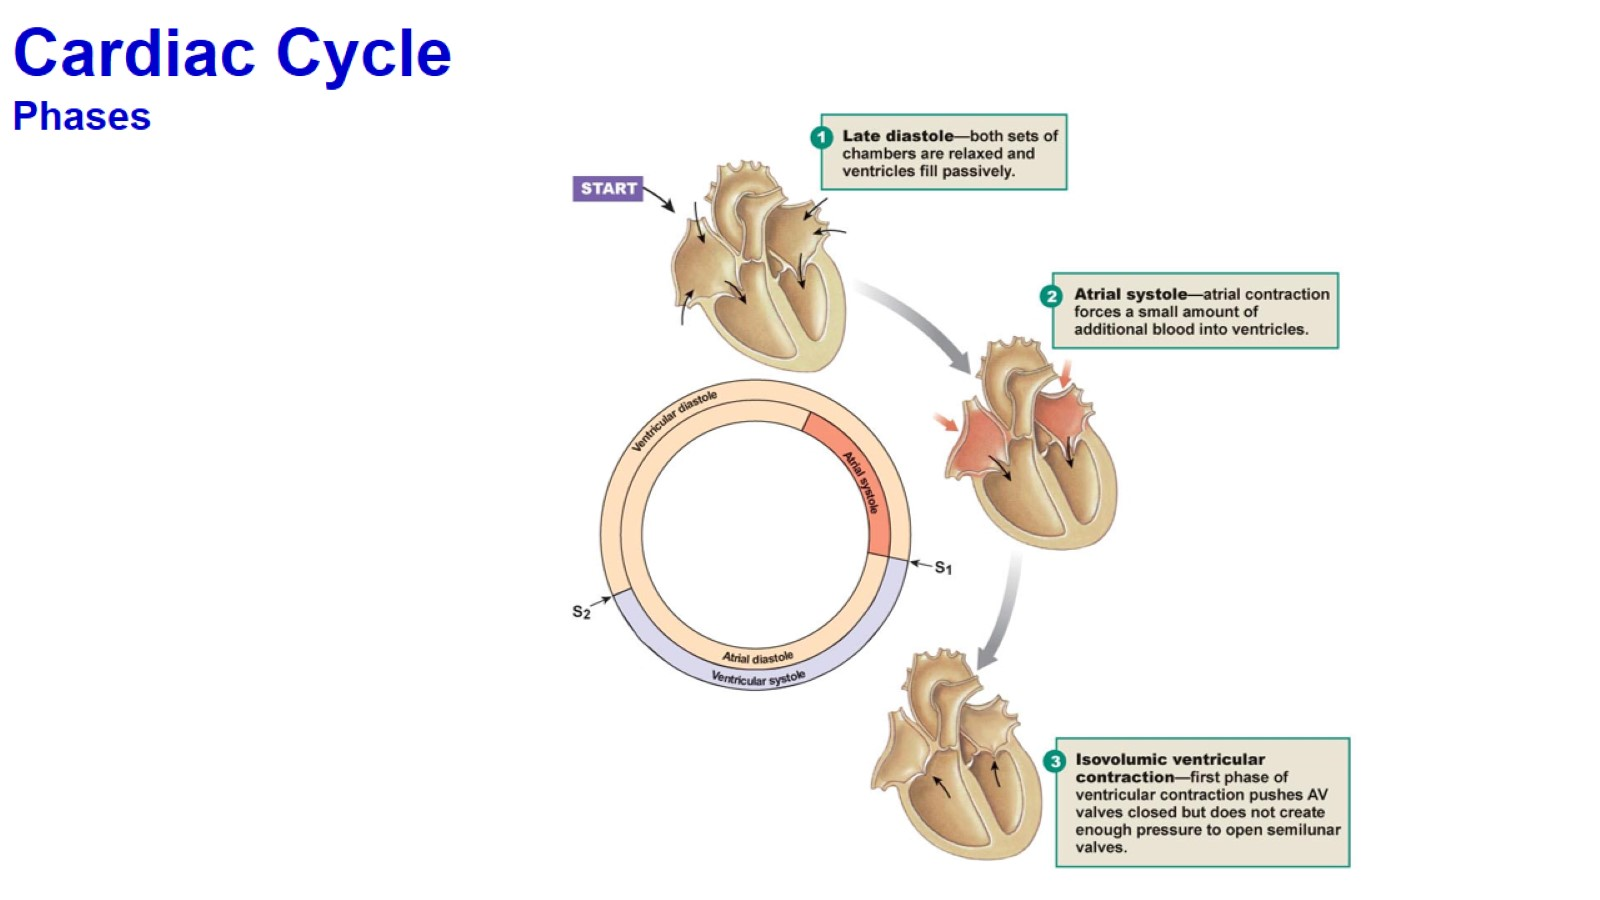 Cardiac Cycle
Phases
1 Late diastole—both sets of
chambers are relaxed and
ventricles fill passively.
START
2 Atrial systole—atrial contraction
forces a small amount of
additional blood into ventricles.
Ventricular diastole
Atrial systole
S1
S2
Atrial diastole
Ventricular systole
3 Isovolumic ventricular
contraction—first phase of
ventricular contraction pushes AV
valves closed but does not create
enough pressure to open semilunar
valves.